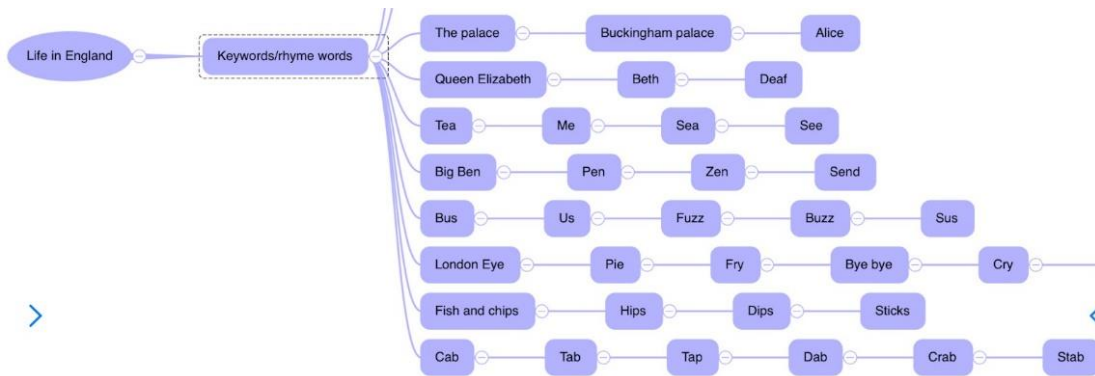 The palace Buckingham palace Alice
Life in England Keywords/rhyme words
Queen Elizabeth Beth Deaf
Tea Me Sea See
Big Ben Pen Zen Send
Bus Us Fuzz Buzz Sus
London Eye Pie Fry Bye bye Cry
Fish and chips Hips Dips Sticks
Cab Tab Tap Dab Crab Stab